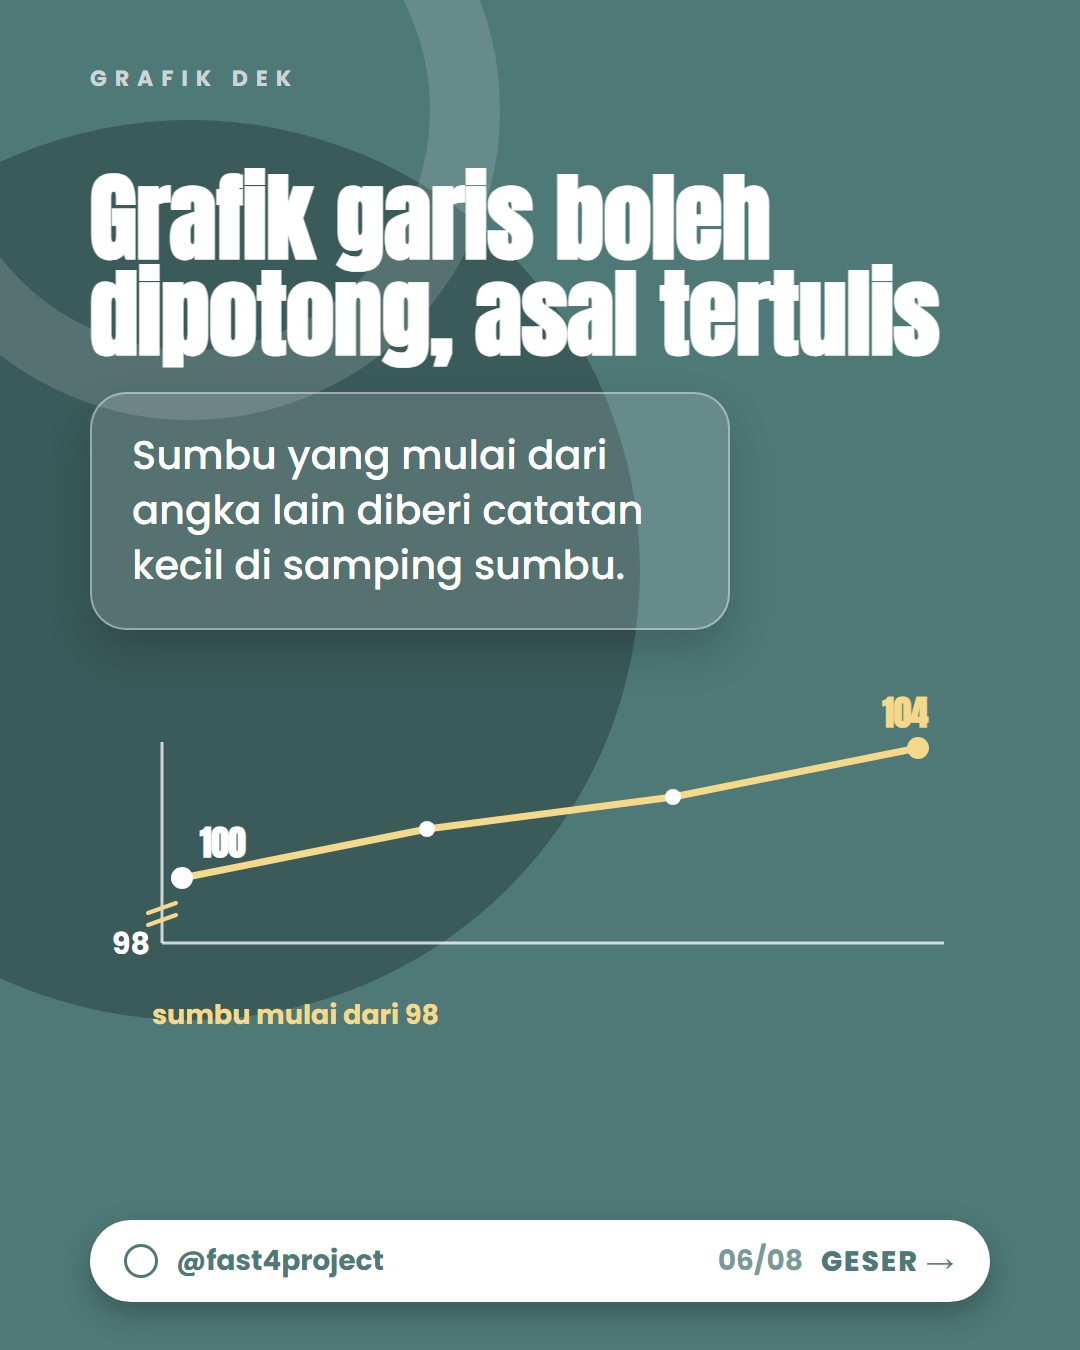 GRAFIK DEK
Grafik garis boleh
dipotong, asal tertulis
Sumbu yang mulai dari
angka lain diberi catatan
kecil di samping sumbu.
104
100
98
sumbu mulai dari 98
@fast4project
06/08 GESER →